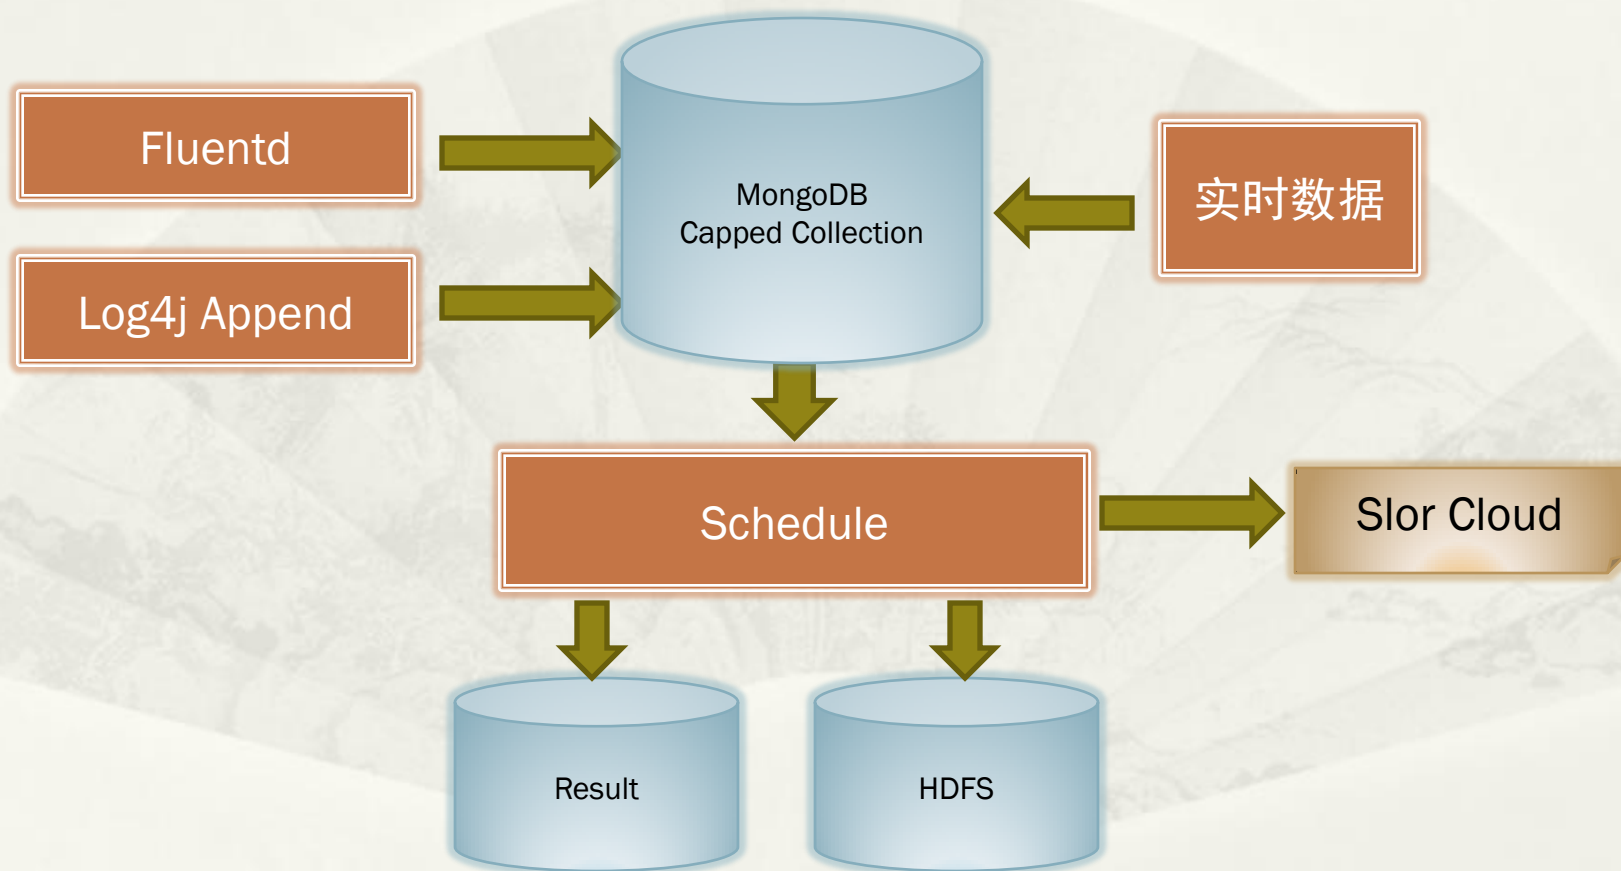 Fluentd
Log4j Append
MongoDB
Capped Collection
实时数据
Schedule
Slor Cloud
Result
HDFS